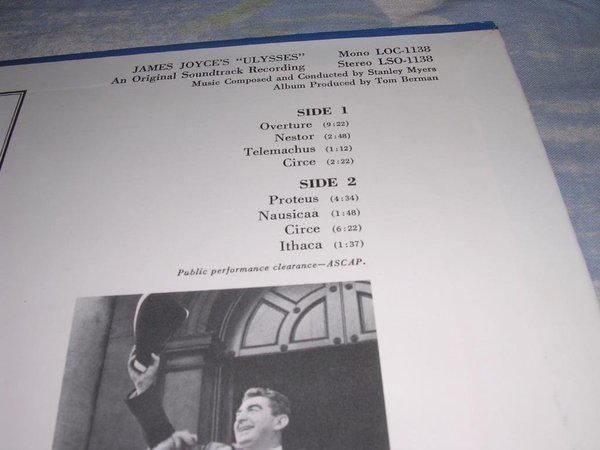 JAMES JOYCE'S "ULYSSES" Mono LOC-1138
An Original Soundtrack Recording Stereo LSO-1138
Music Composed and Conducted by Stanley Myers
Album Produced by Tom Berman
SIDE 1
Overture (9:22)
Nestor (2:48)
Telemachus (1:12)
Circe (2:22)
SIDE 2
Proteus (4:34)
Nausicaa (1:48)
Circe (6:22)
Ithaca (1:37)
Public performance clearance—ASCAP.